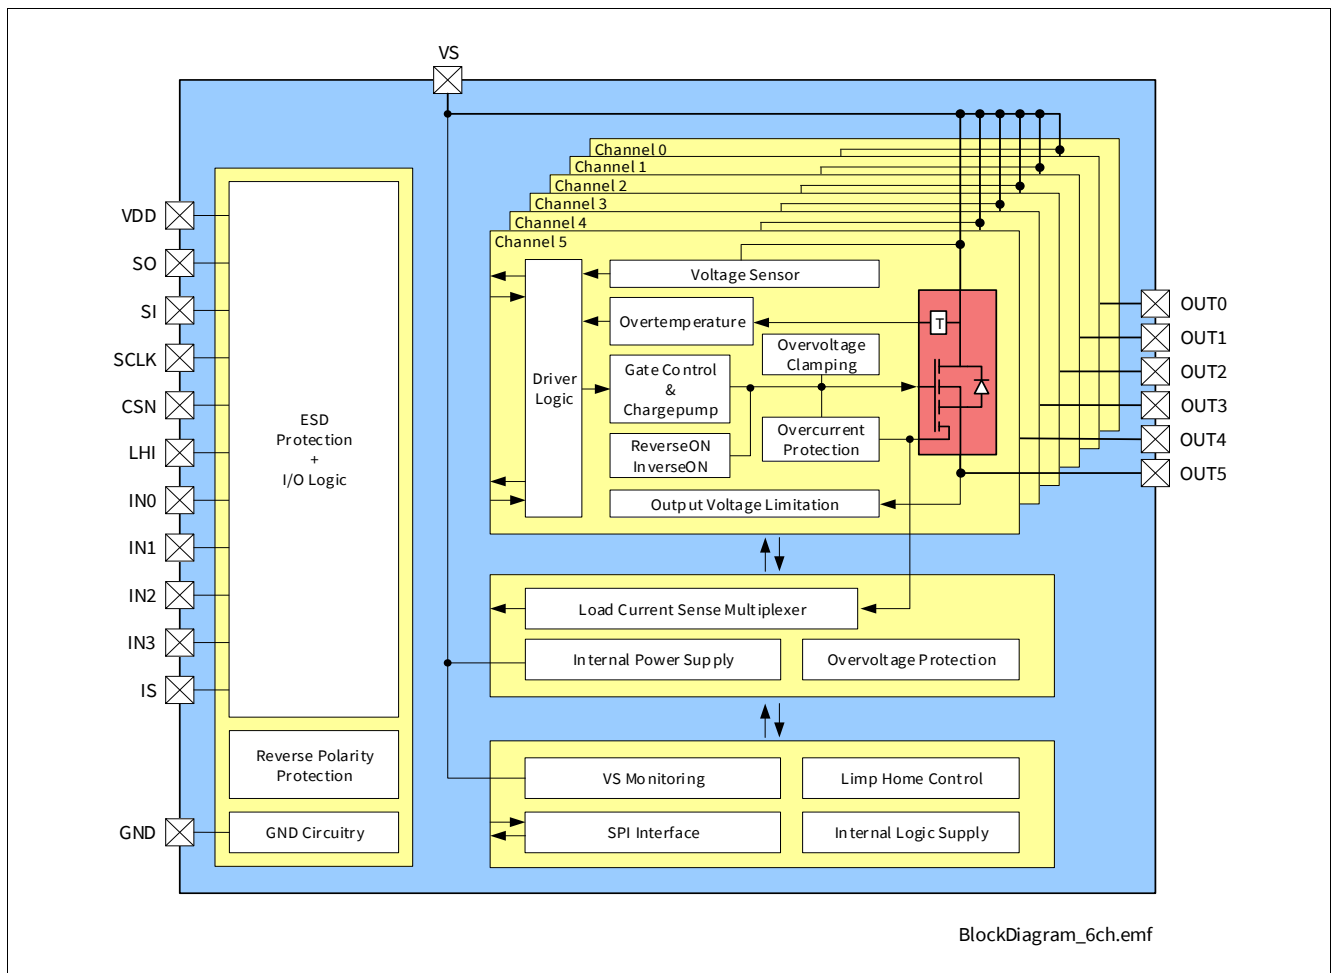 VS
Channel 0
Channel 1
Channel 2
Channel 3
Channel 4
Channel 5
VDD
SO
SI
SCLK
CSN
LHI
IN0
IN1
IN2
IN3
IS
GND
ESD
Protection
+
I/O Logic
Reverse Polarity
Protection
GND Circuitry
Driver
Logic
Voltage Sensor
Overtemperature
T
Overvoltage
Clamping
Gate Control
&
Chargepump
ReverseON
InverseON
Overcurrent
Protection
Output Voltage Limitation
OUT0
OUT1
OUT2
OUT3
OUT4
OUT5
Load Current Sense Multiplexer
Internal Power Supply
Overvoltage Protection
VS Monitoring
Limp Home Control
SPI Interface
Internal Logic Supply
BlockDiagram_6ch.emf